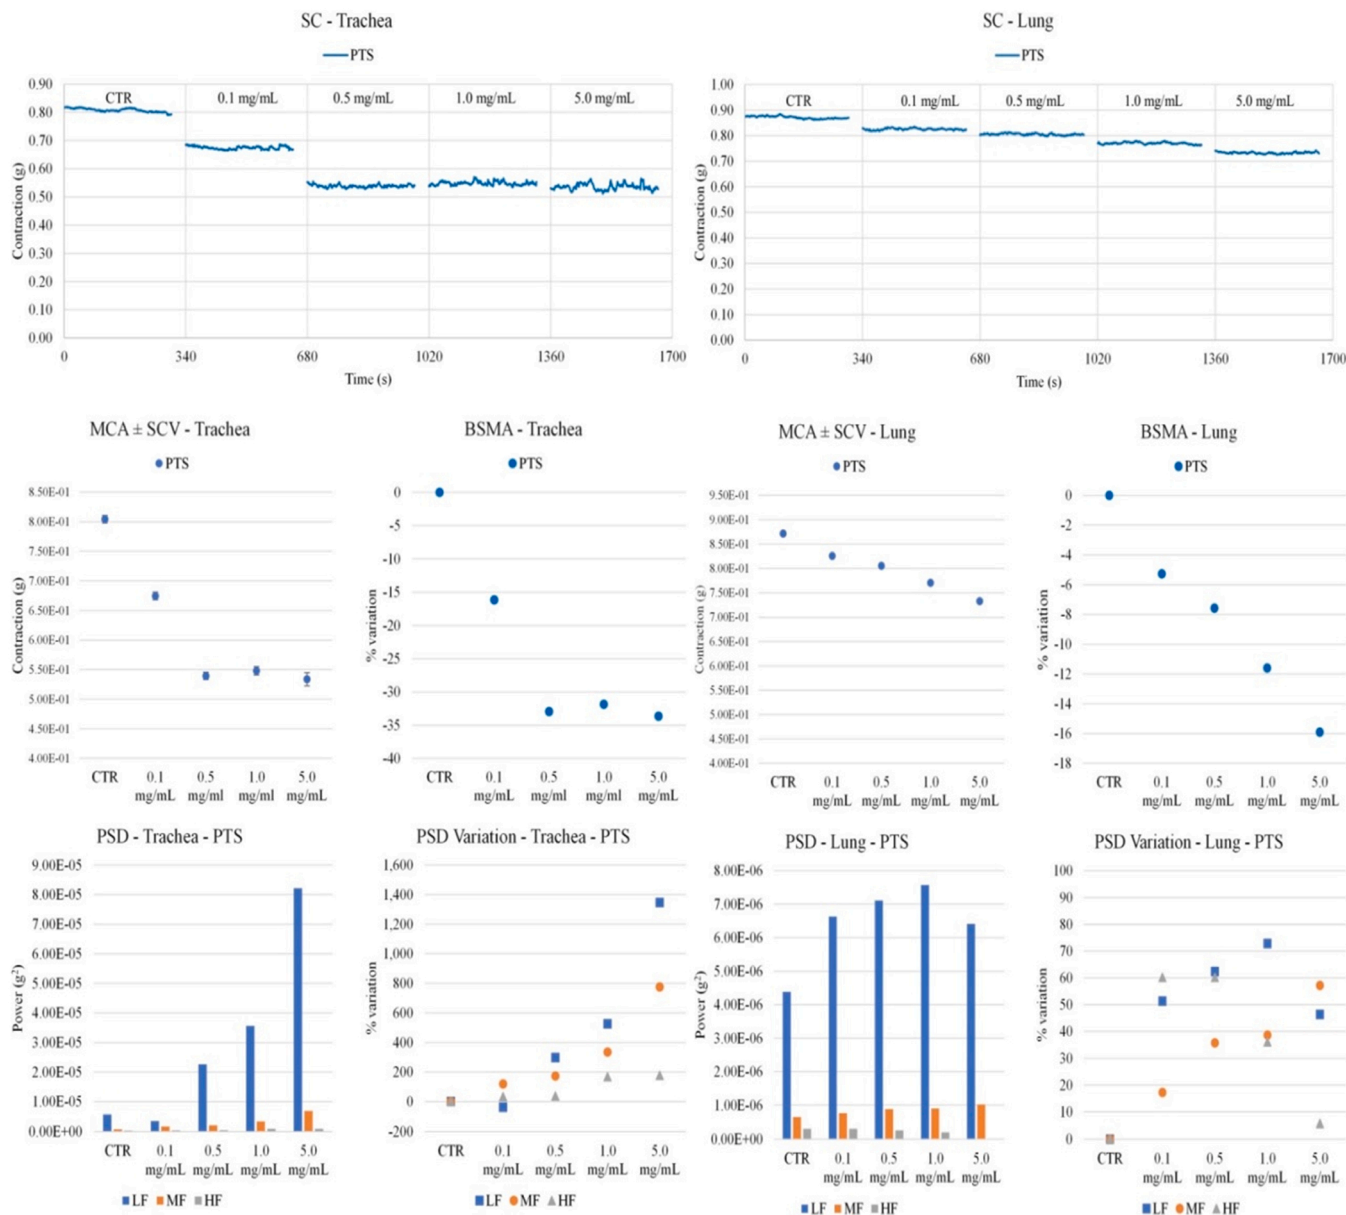 SC - Trachea
PTS
0.90
0.80
0.70
0.60
0.50
0.40
0.30
0.20
0.10
0.00
Contraction (g)
CTR 0.1 mg/mL 0.5 mg/mL 1.0 mg/mL 5.0 mg/mL
0 340 680 1020 1360 1700
Time (s)
SC - Lung
PTS
1.00
0.90
0.80
0.70
0.60
0.50
0.40
0.30
0.20
0.10
0.00
Contraction (g)
CTR 0.1 mg/mL 0.5 mg/mL 1.0 mg/mL 5.0 mg/mL
0 340 680 1020 1360 1700
Time (s)
MCA ± SCV - Trachea
PTS
8.50E-01
8.00E-01
7.50E-01
7.00E-01
6.50E-01
6.00E-01
5.50E-01
5.00E-01
4.50E-01
4.00E-01
Contraction (g)
CTR 0.1 0.5 1.0 5.0
mg/mL mg/ml mg/ml mg/mL
BSMA - Trachea
PTS
0
-5
-10
-15
-20
-25
-30
-35
-40
% variation
CTR 0.1 0.5 1.0 5.0
mg/mL mg/ml mg/ml mg/mL
MCA ± SCV - Lung
PTS
9.50E-01
9.00E-01
8.50E-01
8.00E-01
7.50E-01
7.00E-01
6.50E-01
6.00E-01
5.50E-01
5.00E-01
4.50E-01
4.00E-01
Contraction (g)
CTR 0.1 0.5 1.0 5.0
mg/mL mg/mL mg/mL mg/mL
BSMA - Lung
PTS
0
-2
-4
-6
-8
-10
-12
-14
-16
-18
% variation
CTR 0.1 0.5 1.0 5.0
mg/mL mg/mL mg/mL mg/mL
PSD - Trachea - PTS
9.00E-05
8.00E-05
7.00E-05
6.00E-05
5.00E-05
4.00E-05
3.00E-05
2.00E-05
1.00E-05
0.00E+00
Power (g²)
CTR 0.1 0.5 1.0 5.0
mg/mL mg/mL mg/mL mg/mL
LF MF HF
PSD Variation - Trachea - PTS
1,600
1,400
1,200
1,000
800
600
400
200
0
-200
% variation
CTR 0.1 0.5 1.0 5.0
mg/mL mg/mL mg/mL mg/mL
LF MF HF
PSD - Lung - PTS
8.00E-06
7.00E-06
6.00E-06
5.00E-06
4.00E-06
3.00E-06
2.00E-06
1.00E-06
0.00E+00
Power (g²)
CTR 0.1 0.5 1.0 5.0
mg/mL mg/mL mg/mL mg/mL
LF MF HF
PSD Variation - Lung - PTS
100
90
80
70
60
50
40
30
20
10
0
% variation
CTR 0.1 0.5 1.0 5.0
mg/mL mg/mL mg/mL mg/mL
LF MF HF